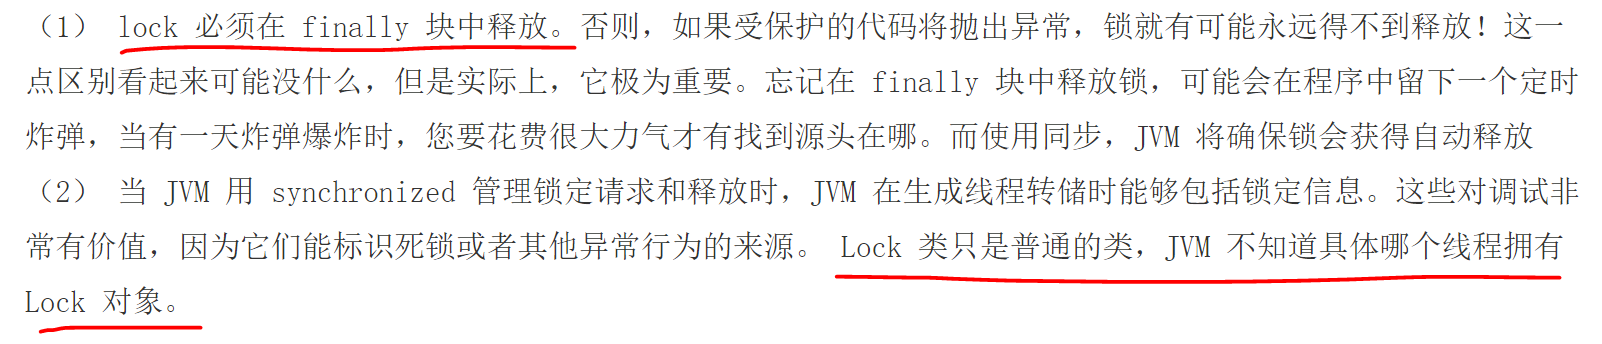 （1） lock 必须在 finally 块中释放。否则，如果受保护的代码将抛出异常，锁就有可能永远得不到释放！这一
点区别看起来可能没什么，但是实际上，它极为重要。忘记在 finally 块中释放锁，可能会在程序中留下一个定时
炸弹，当有一天炸弹爆炸时，您要花费很大力气才有找到源头在哪。而使用同步，JVM 将确保锁会获得自动释放
（2） 当 JVM 用 synchronized 管理锁定请求和释放时，JVM 在生成线程转储时能够包括锁定信息。这些对调试非
常有价值，因为它们能标识死锁或者其他异常行为的来源。 Lock 类只是普通的类，JVM 不知道具体哪个线程拥有
Lock 对象。